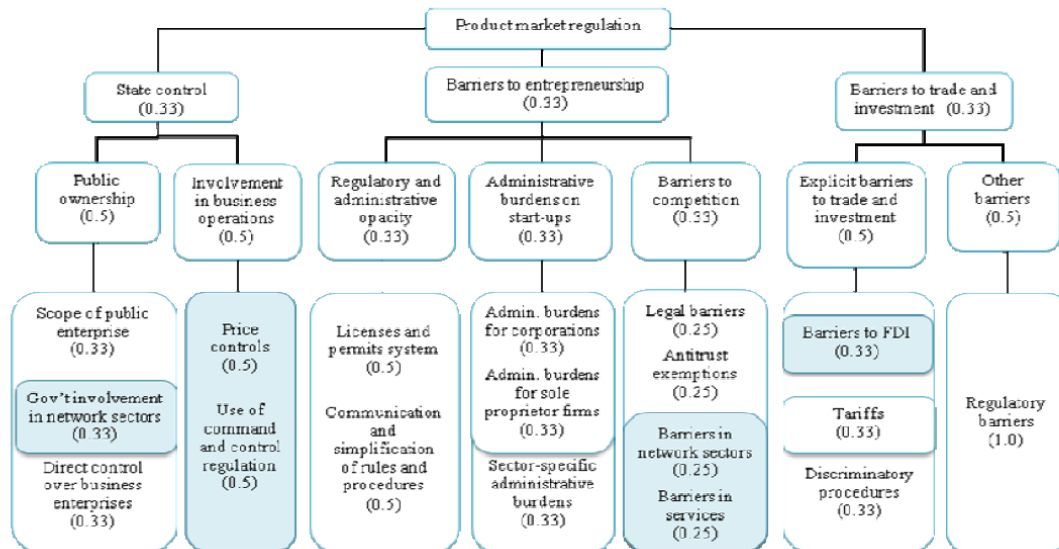 Product market regulation
State control
(0.33)
Barriers to entrepreneurship
(0.33)
Barriers to trade and
investment (0.33)
Public
ownership
(0.5)
Involvement
in business
operations
(0.5)
Regulatory and
administrative
opacity
(0.33)
Administrative
burdens on
start-ups
(0.33)
Barriers to
competition
(0.33)
Explicit barriers
to trade and
investment
(0.5)
Other
barriers
(0.5)
Scope of public
enterprise
(0.33)
Gov't involvement
in network sectors
(0.33)
Direct control
over business
enterprises
(0.33)
Price
controls
(0.5)
Use of
command
and control
regulation
(0.5)
Licenses and
permits system
(0.5)
Communication
and
simplification
of rules and
procedures
(0.5)
Admin. burdens
for corporations
(0.33)
Admin. burdens
for sole
proprietor firms
(0.33)
Sector-specific
administrative
burdens
(0.33)
Legal barriers
(0.25)
Antitrust
exemptions
(0.25)
Barriers in
network sectors
(0.25)
Barriers in
services
(0.25)
Barriers to FDI
(0.33)
Tariffs
(0.33)
Discriminatory
procedures
(0.33)
Regulatory
barriers
(1.0)